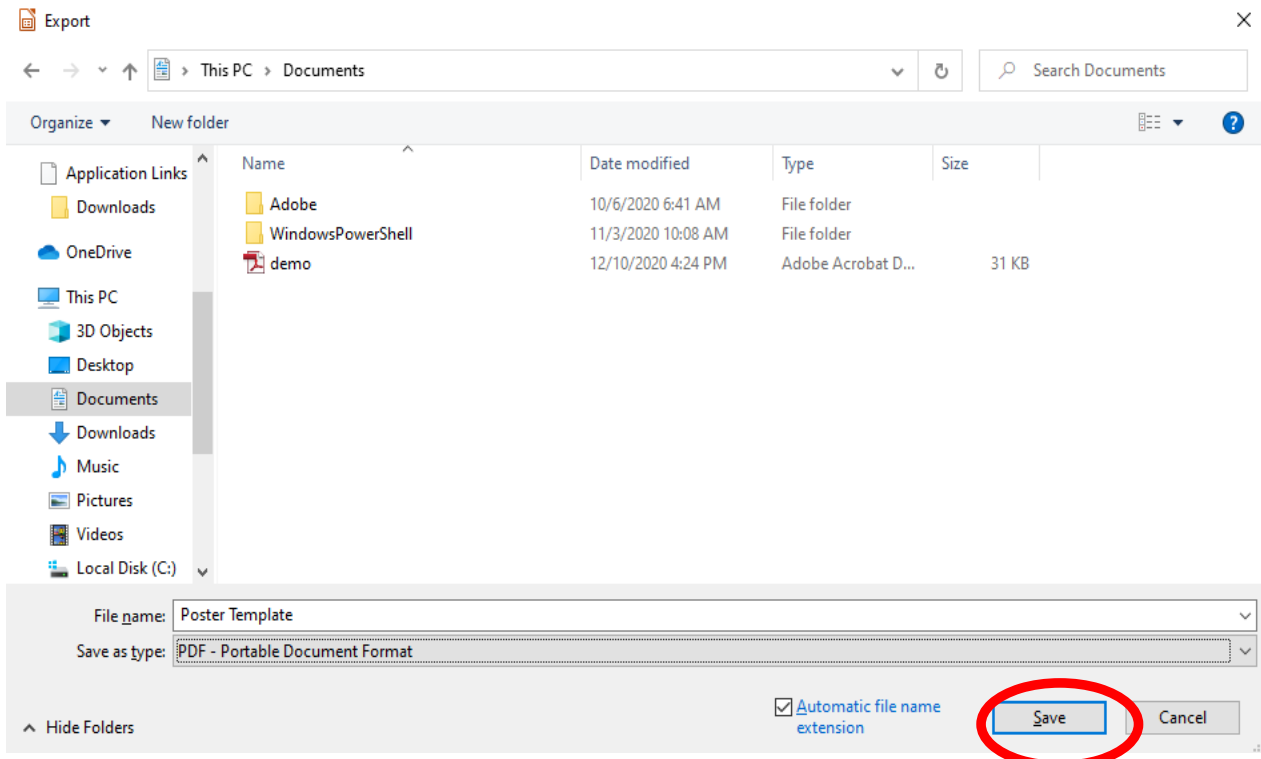 Export
This PC > Documents
Search Documents
Organize
New folder
Application Links
Downloads
OneDrive
This PC
3D Objects
Desktop
Documents
Downloads
Music
Pictures
Videos
Local Disk (C:)
Name Date modified Type Size
Adobe 10/6/2020 6:41 AM File folder
WindowsPowerShell 11/3/2020 10:08 AM File folder
demo 12/10/2020 4:24 PM Adobe Acrobat D... 31 KB
File name: Poster Template
Save as type: PDF - Portable Document Format
Automatic file name
extension
Save
Cancel
Hide Folders